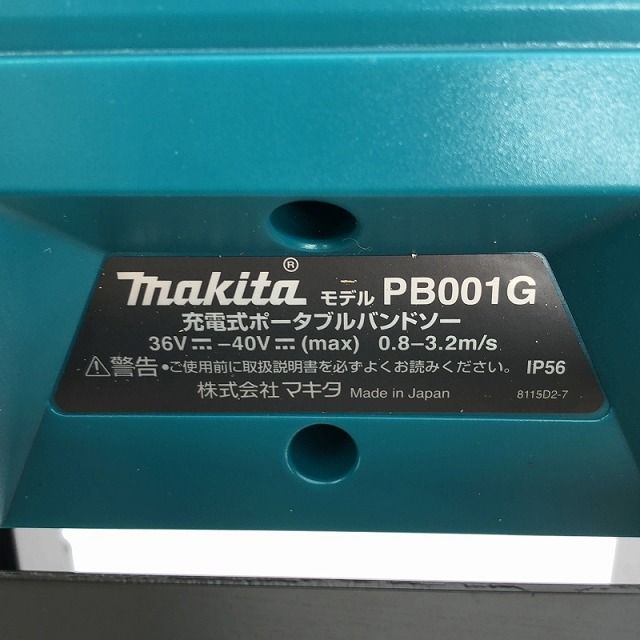 makita® モデル PB001G
充電式ポータブルバンドソー
36V⎓–40V⎓(max) 0.8–3.2m/s
⚠警告 •ご使用前に取扱説明書を必ずよくお読みください。 IP56
株式会社 マキタ Made in Japan 8115D2-7